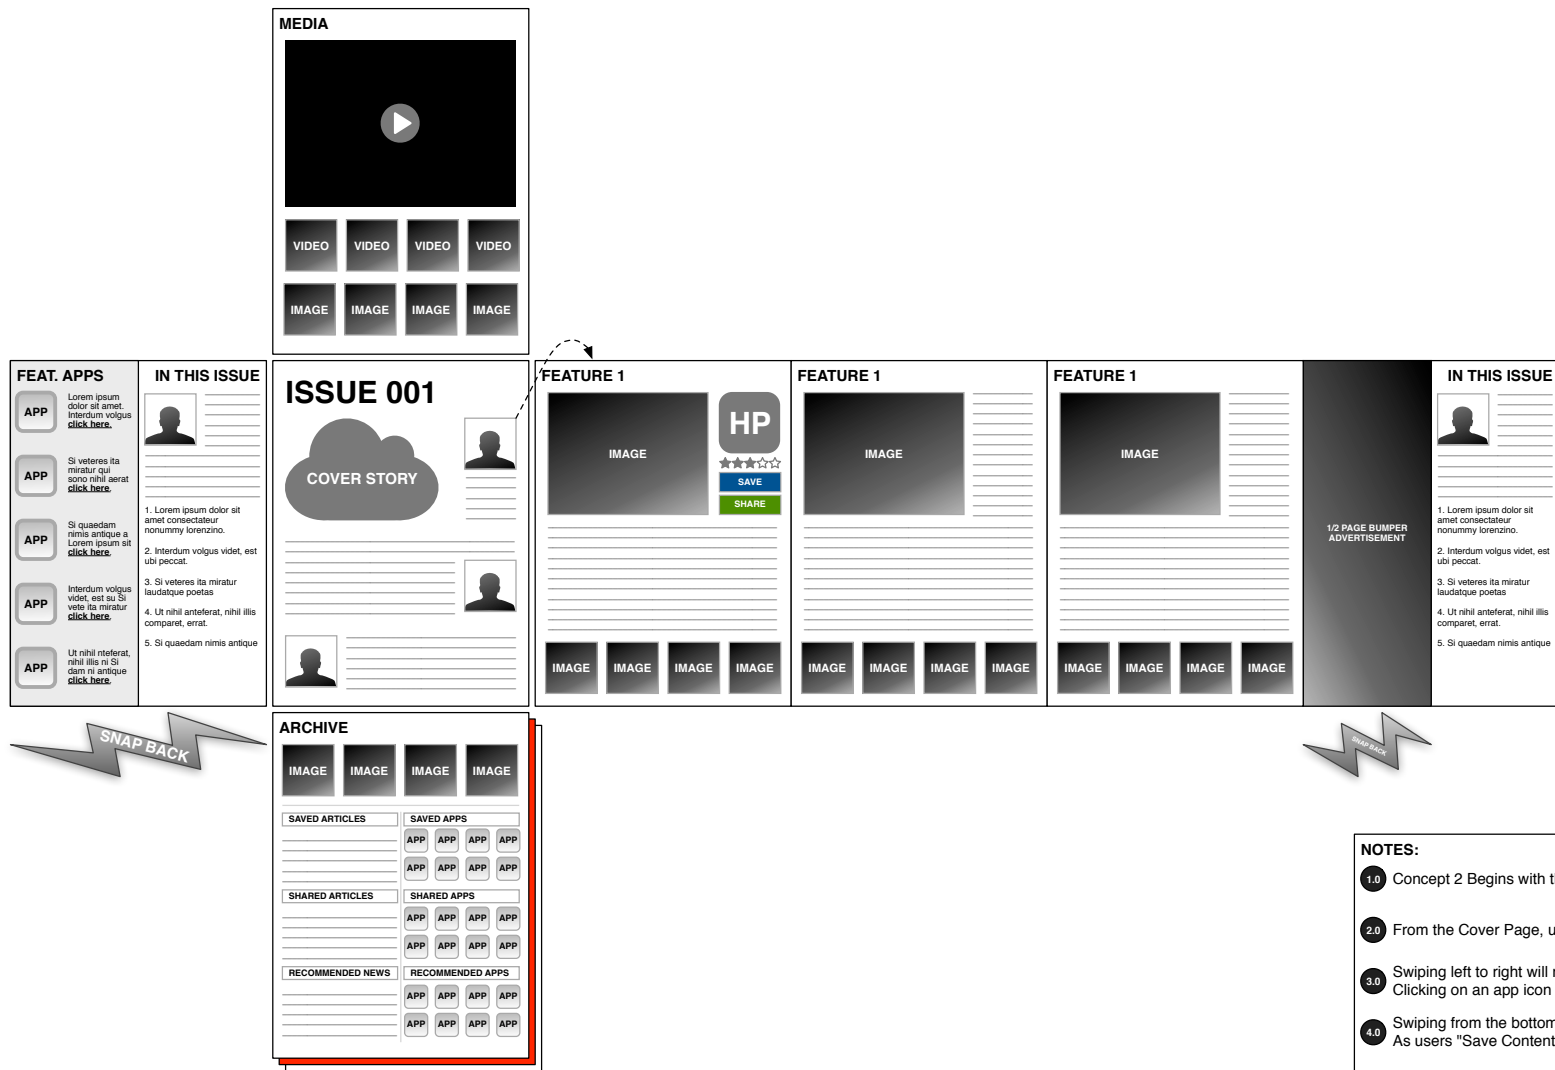 MEDIA
VIDEO VIDEO VIDEO VIDEO
IMAGE IMAGE IMAGE IMAGE
FEAT. APPS
APP
Lorem ipsum
dolor sit amet.
Interdum volgus
click here.
APP
Si veteres ita
miratur qui
sono nihil aerat
click here.
APP
Si quaedam
nimis antique a
Lorem ipsum sit
click here.
APP
Interdum volgus
videt, est su Si
vete ita miratur
click here.
APP
Ut nihil nteferat,
nihil illis ni Si
dam ni antique
click here.
IN THIS ISSUE
1. Lorem ipsum dolor sit
amet consectateur
nonummy lorenzino.
2. Interdum volgus videt, est
ubi peccat.
3. Si veteres ita miratur
laudatque poetas
4. Ut nihil anteferat, nihil illis
comparet, errat.
5. Si quaedam nimis antique
SNAP BACK
ISSUE 001
COVER STORY
FEATURE 1
IMAGE
HP
SAVE
SHARE
IMAGE IMAGE IMAGE IMAGE
FEATURE 1
IMAGE
IMAGE IMAGE IMAGE IMAGE
FEATURE 1
IMAGE
IMAGE IMAGE IMAGE IMAGE
1/2 PAGE BUMPER
ADVERTISEMENT
IN THIS ISSUE
1. Lorem ipsum dolor sit
amet consectateur
nonummy lorenzino.
2. Interdum volgus videt, est
ubi peccat.
3. Si veteres ita miratur
laudatque poetas
4. Ut nihil anteferat, nihil illis
comparet, errat.
5. Si quaedam nimis antique
SNAP BACK
ARCHIVE
IMAGE IMAGE IMAGE IMAGE
SAVED ARTICLES
SAVED APPS
APP APP APP APP
APP APP APP APP
SHARED ARTICLES
SHARED APPS
APP APP APP APP
APP APP APP APP
RECOMMENDED NEWS
RECOMMENDED APPS
APP APP APP APP
APP APP APP APP
NOTES:
1.0 Concept 2 Begins with
2.0 From the Cover Page,
3.0 Swiping left to right will
Clicking on an app icon
4.0 Swiping from the bottom
As users "Save Content